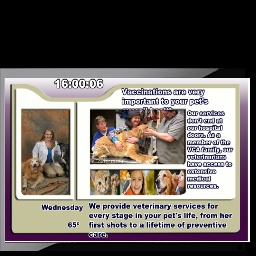 16:00:06
Vaccinations are very
important to your pet's
Our services
don't end at
our hospital
doors. As a
member of the
VCA family, our
veterinarians
have access to
extensive
medical
resources.
Wednesday
65°
We provide veterinary services for
every stage in your pet's life, from her
first shots to a lifetime of preventive
care.